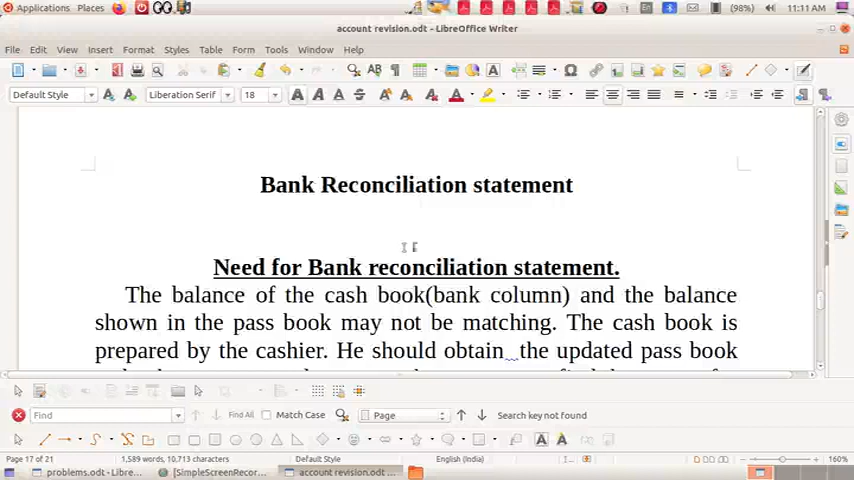 Applications Places (98%) 11:11 AM
account revision.odt - LibreOffice Writer
File Edit View Insert Format Styles Table Form Tools Window Help
Default Style Liberation Serif 18
Bank Reconciliation statement
Need for Bank reconciliation statement.
The balance of the cash book(bank column) and the balance
shown in the pass book may not be matching. The cash book is
prepared by the cashier. He should obtain the updated pass book
Find Find All Match Case Page Search key not found
Page 17 of 21 1,589 words, 10,713 characters Default Style English (India) 160%
problems.odt - Libre... [SimpleScreenRecor... account revision.odt ...